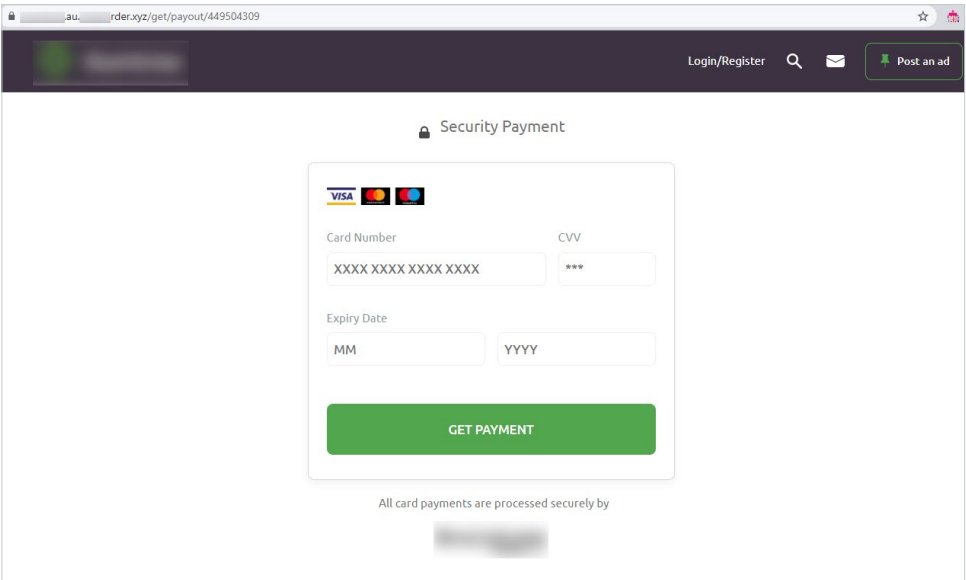 .au. rder.xyz/get/payout/449504309
Login/Register
Post an ad
Security Payment
VISA
Card Number CVV
XXXX XXXX XXXX XXXX ***
Expiry Date
MM YYYY
GET PAYMENT
All card payments are processed securely by